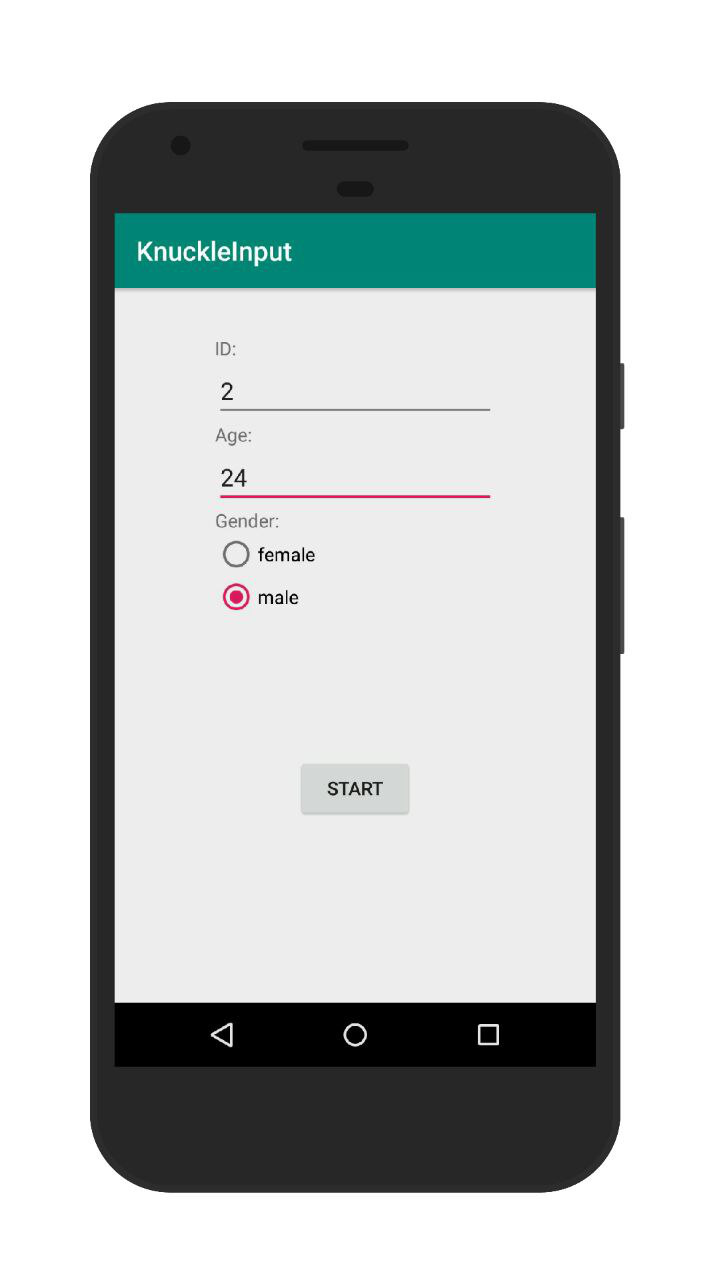 KnuckleInput
ID:
2
Age:
24
Gender:
female
male
START